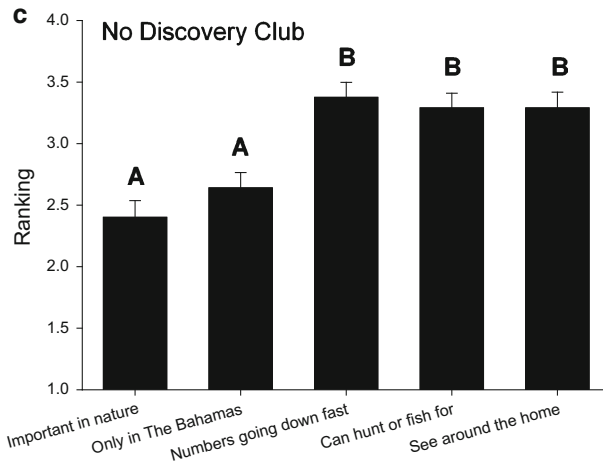 c
No Discovery Club
4.0
3.5
3.0
2.5
2.0
1.5
1.0
Ranking
A
A
B
B
B
Important in nature
Only in The Bahamas
Numbers going down fast
Can hunt or fish for
See around the home